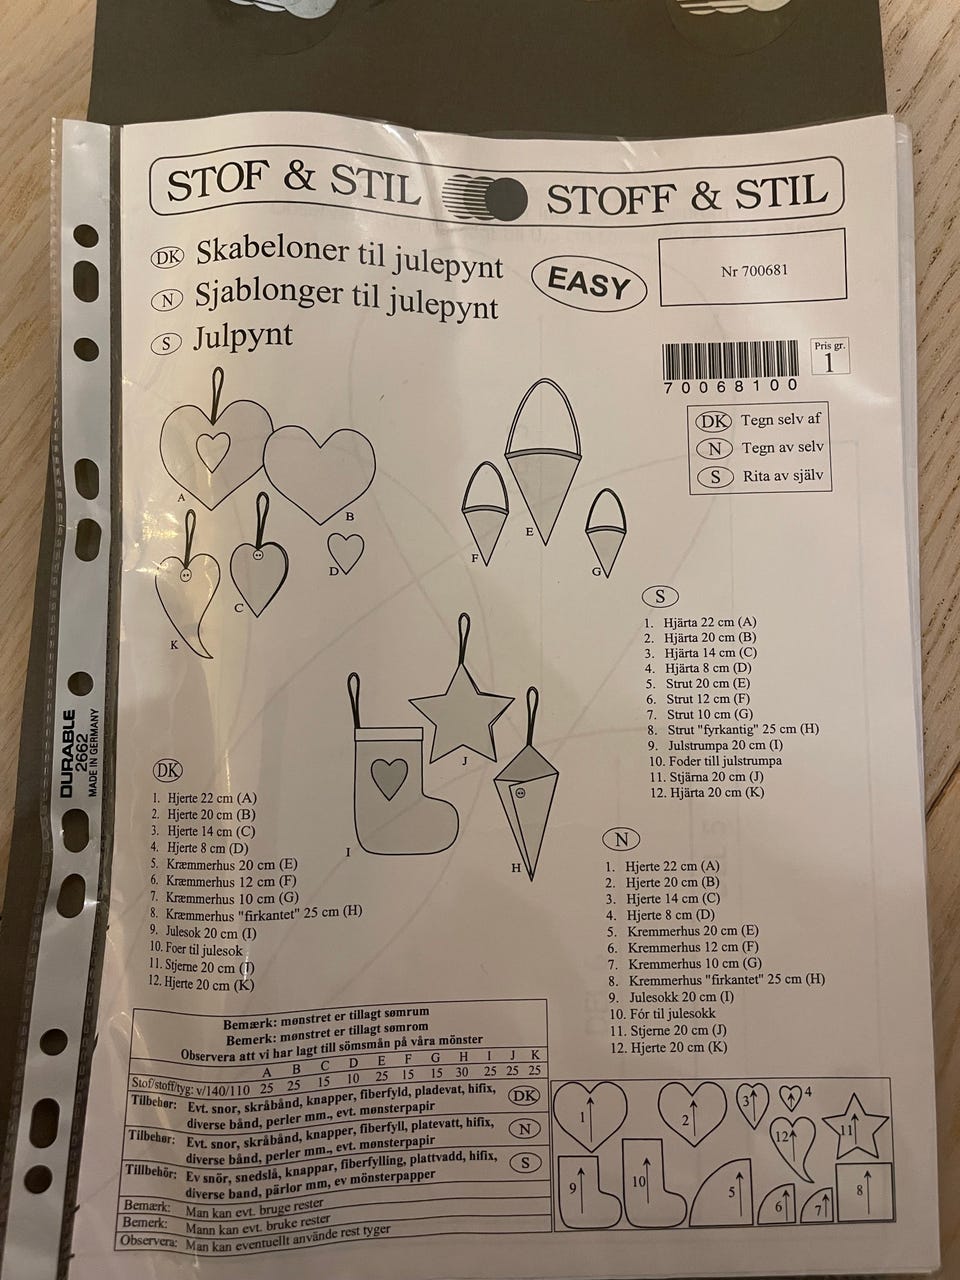 STOF & STIL STOFF & STIL
DK Skabeloner til julepynt
N Sjablonger til julepynt
S Julpynt
EASY
Nr 700681
Pris gr.
1
70068100
DK Tegn selv af
N Tegn av selv
S Rita av själv
A
B
C
D
K
E
F
G
I
J
H
S
1. Hjärta 22 cm (A)
2. Hjärta 20 cm (B)
3. Hjärta 14 cm (C)
4. Hjärta 8 cm (D)
5. Strut 20 cm (E)
6. Strut 12 cm (F)
7. Strut 10 cm (G)
8. Strut "fyrkantig" 25 cm (H)
9. Julstrumpa 20 cm (I)
10. Foder till julstrumpa
11. Stjärna 20 cm (J)
12. Hjärta 20 cm (K)
DK
1. Hjerte 22 cm (A)
2. Hjerte 20 cm (B)
3. Hjerte 14 cm (C)
4. Hjerte 8 cm (D)
5. Kræmmerhus 20 cm (E)
6. Kræmmerhus 12 cm (F)
7. Kræmmerhus 10 cm (G)
8. Kræmmerhus "firkantet" 25 cm (H)
9. Julesok 20 cm (I)
10. Foer til julesok
11. Stjerne 20 cm (J)
12. Hjerte 20 cm (K)
N
1. Hjerte 22 cm (A)
2. Hjerte 20 cm (B)
3. Hjerte 14 cm (C)
4. Hjerte 8 cm (D)
5. Kremmerhus 20 cm (E)
6. Kremmerhus 12 cm (F)
7. Kremmerhus 10 cm (G)
8. Kremmerhus "firkantet" 25 cm (H)
9. Julesokk 20 cm (I)
10. Fór til julesokk
11. Stjerne 20 cm (J)
12. Hjerte 20 cm (K)
Bemærk: mønstret er tillagt sømrum
Bemerk: mønstret er tillagt sømrom
Observera att vi har lagt till sömsmån på våra mönster
A B C D E F G H I J K
Stof/stoff/tyg: v/140/110 25 25 15 10 25 15 15 30 25 25 25
Tilbehør: Evt. snor, skråbånd, knapper, fiberfyld, pladevat, hifix, DK
diverse bånd, perler mm., evt. mønsterpapir
Tilbehør: Evt. snor, skråbånd, knapper, fiberfyll, platevatt, hifix, N
diverse bånd, perler mm., evt. mønsterpapir
Tillbehör: Ev snör, snedslå, knappar, fiberfylling, plattvadd, hifix, S
diverse band, pärlor mm, ev mönsterpapper
Bemærk: Man kan evt. bruge rester
Bemerk: Mann kan evt. bruke rester
Observera: Man kan eventuellt använde rest tyger
1 2 3 4
12 11
9 10 5 6 7 8
DURABLE
2662
MADE IN GERMANY